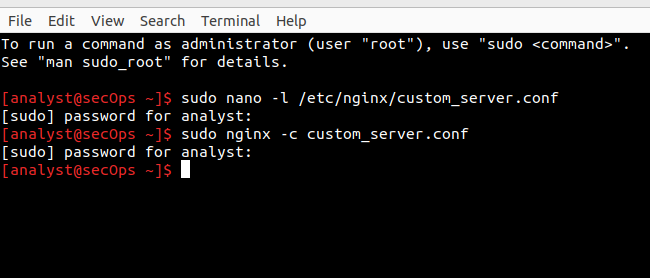 File Edit View Search Terminal Help
To run a command as administrator (user "root"), use "sudo <command>".
See "man sudo_root" for details.
[analyst@secOps ~]$ sudo nano -l /etc/nginx/custom_server.conf
[sudo] password for analyst:
[analyst@secOps ~]$ sudo nginx -c custom_server.conf
[sudo] password for analyst:
[analyst@secOps ~]$